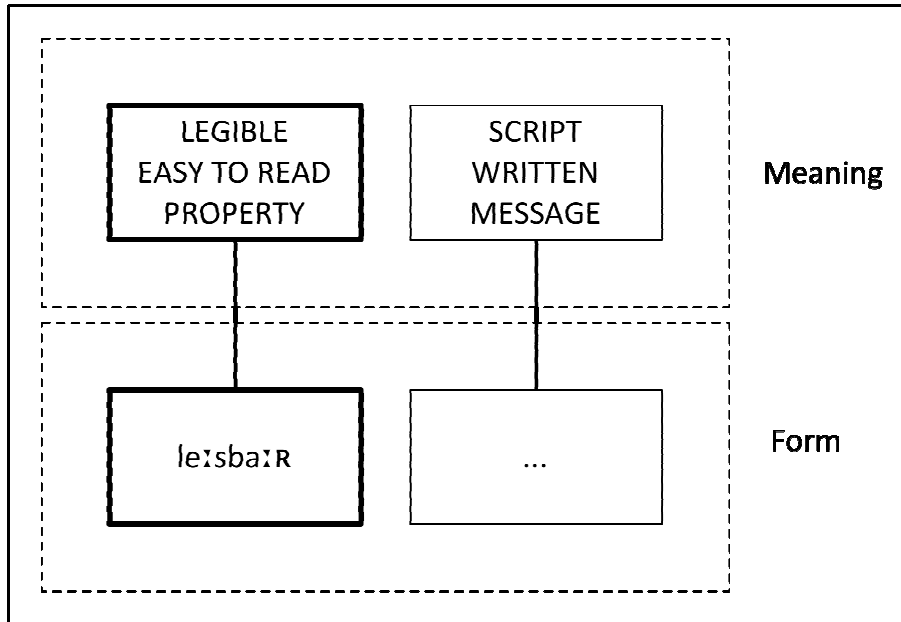 LEGIBLE
EASY TO READ
PROPERTY
SCRIPT
WRITTEN
MESSAGE
Meaning
leːsbaːʀ
...
Form